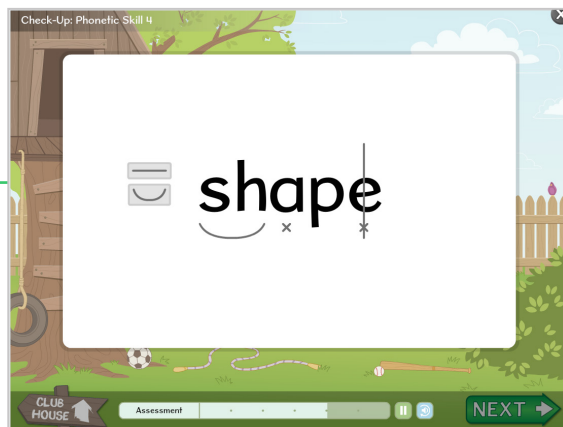 Check-Up: Phonetic Skill 4
shape
CLUB
HOUSE
Assessment
NEXT